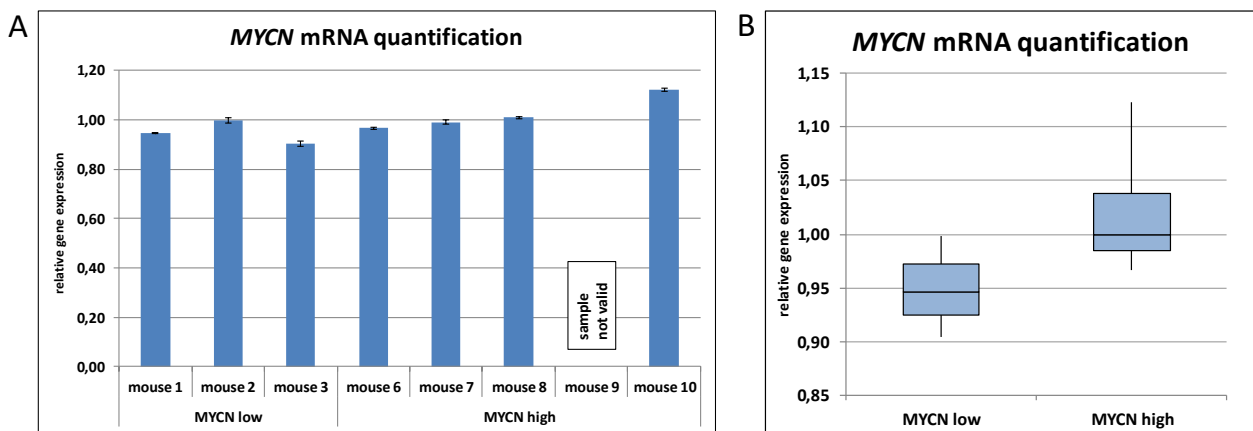 A
MYCN mRNA quantification
relative gene expression
1,20
1,00
0,80
0,60
0,40
0,20
0,00
sample
not valid
mouse 1 mouse 2 mouse 3 mouse 6 mouse 7 mouse 8 mouse 9 mouse 10
MYCN low MYCN high
B
MYCN mRNA quantification
relative gene expression
1,15
1,10
1,05
1,00
0,95
0,90
0,85
MYCN low MYCN high